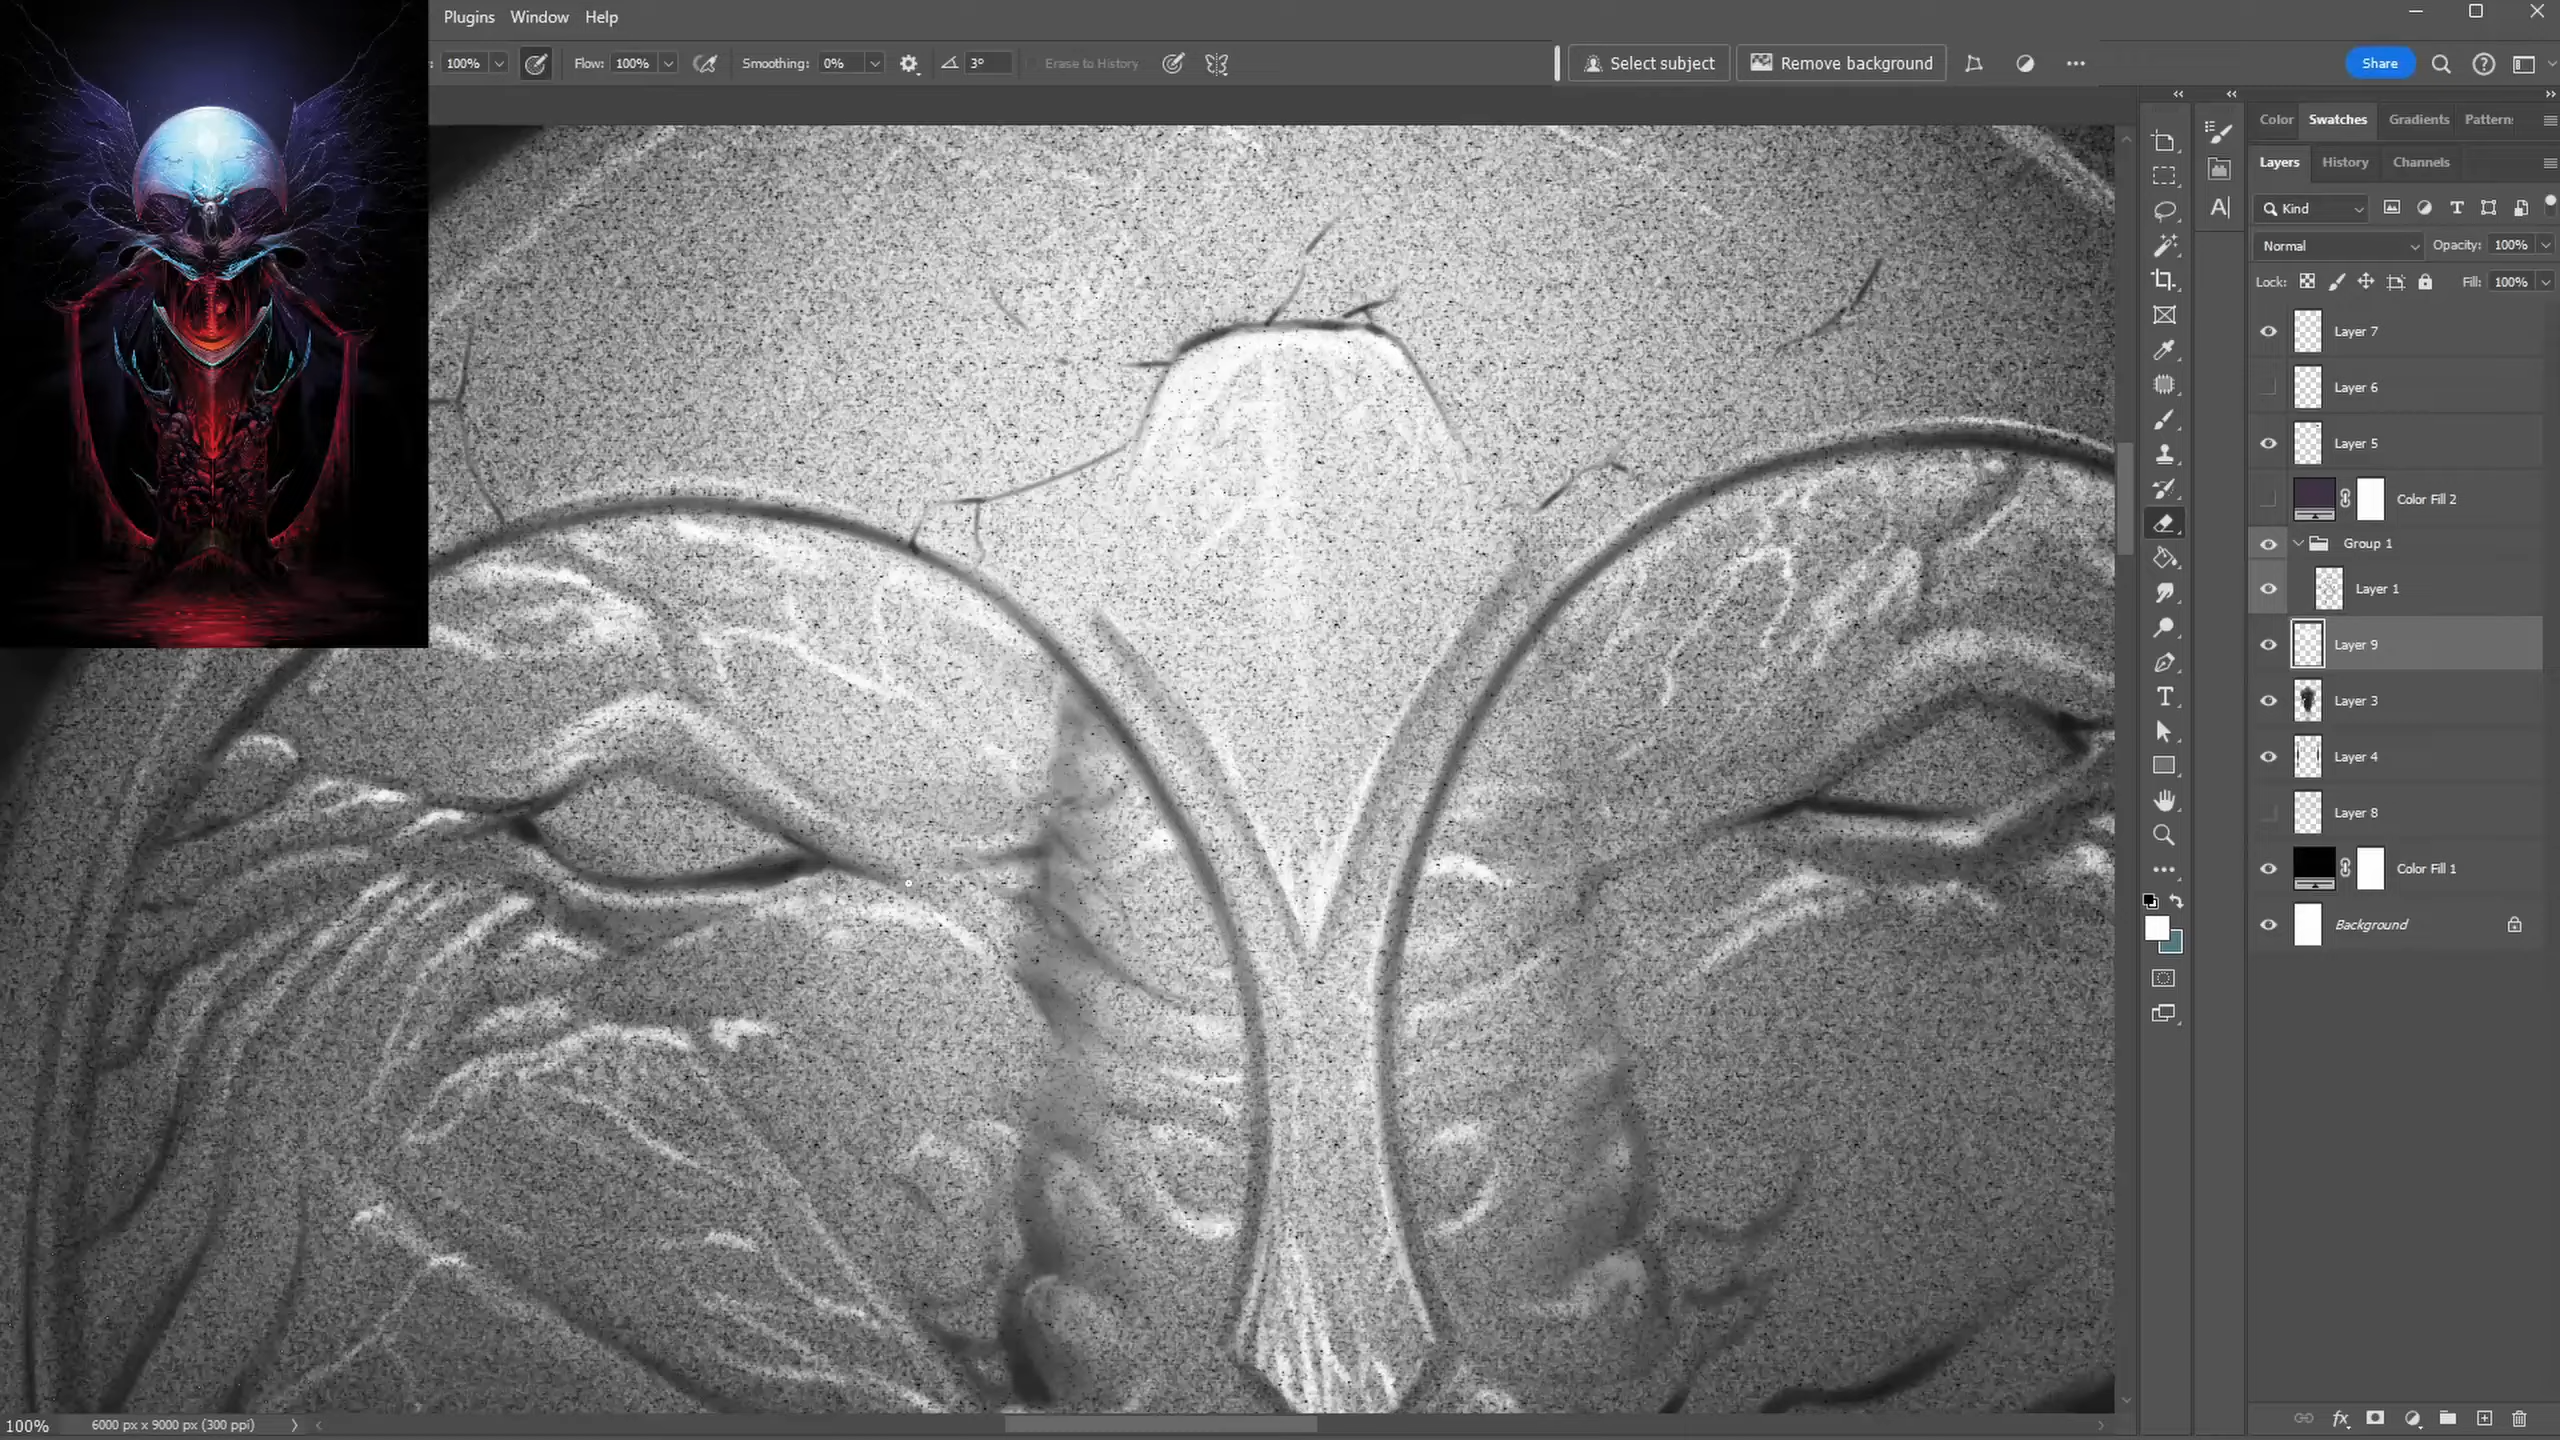 Plugins Window Help
: 100% Flow: 100% Smoothing: 0% 3° Erase to History Select subject Remove background Share
Color Swatches Gradients Pattern
Layers History Channels
Kind
Normal Opacity: 100%
Lock: Fill: 100%
Layer 7
Layer 6
Layer 5
Color Fill 2
Group 1
Layer 1
Layer 9
Layer 3
Layer 4
Layer 8
Color Fill 1
Background
100% 6000 px x 9000 px (300 ppi)